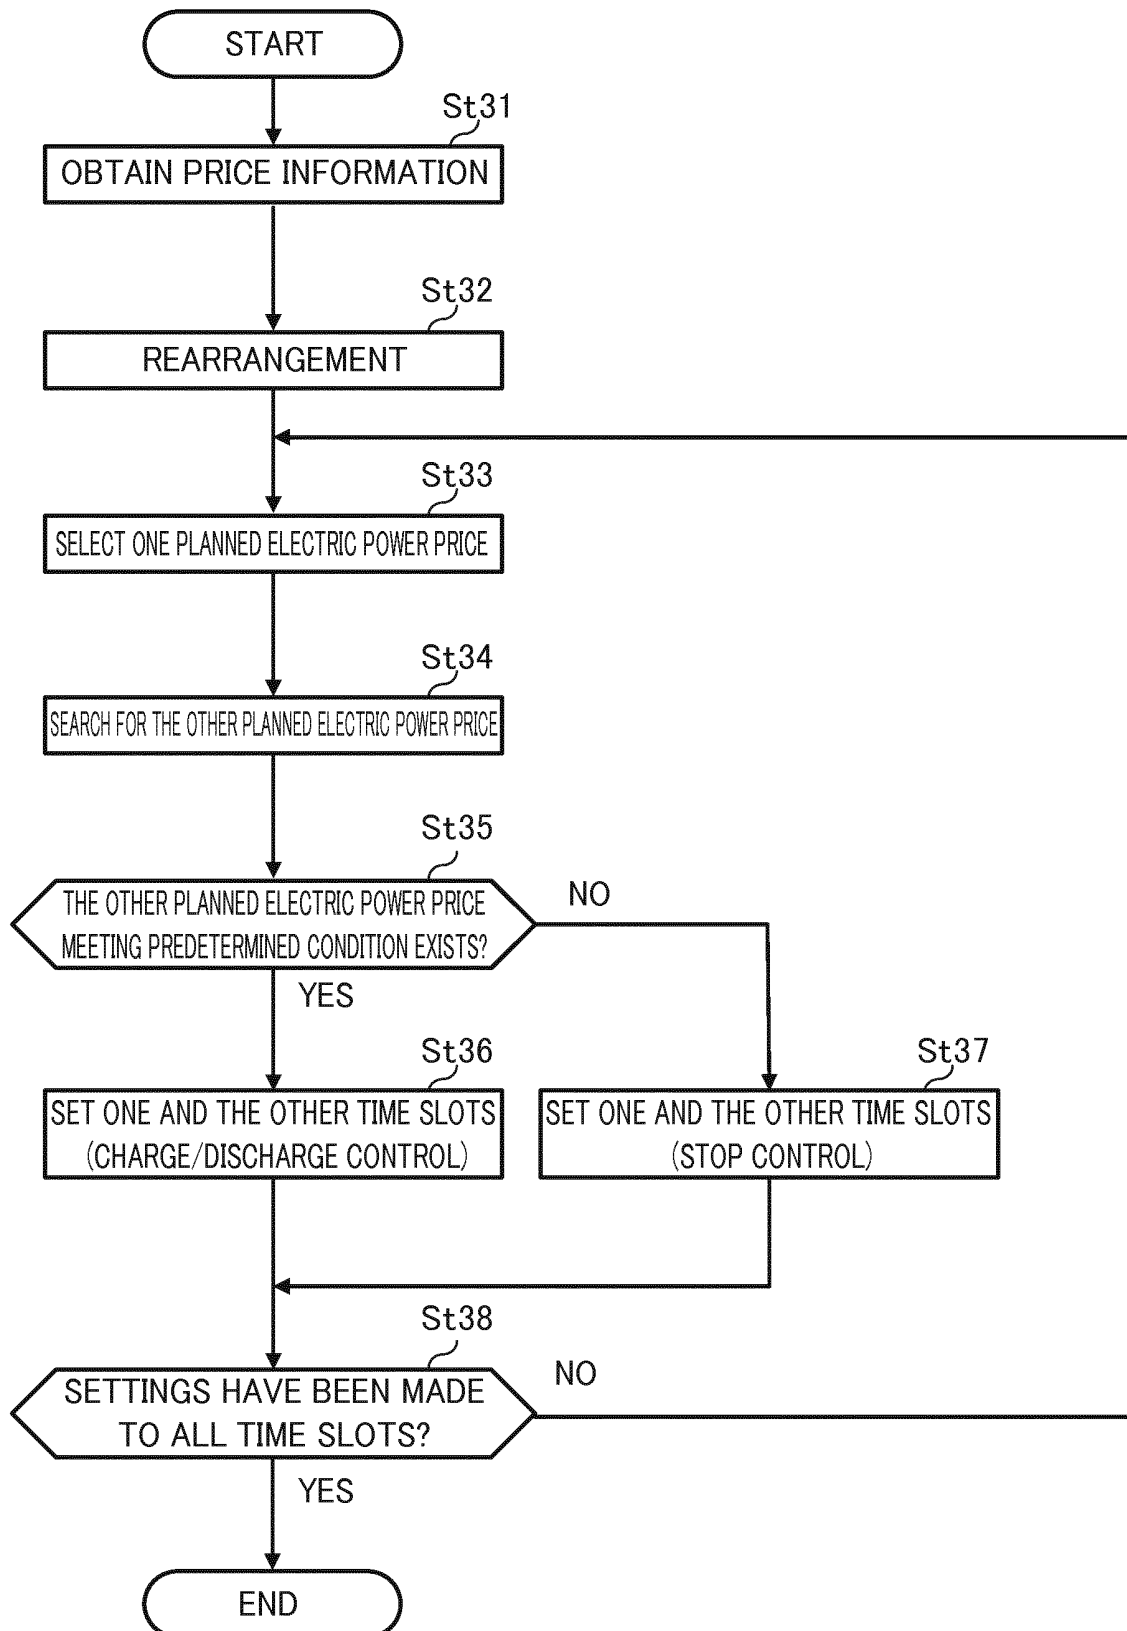 START
St31
OBTAIN PRICE INFORMATION
St32
REARRANGEMENT
St33
SELECT ONE PLANNED ELECTRIC POWER PRICE
St34
SEARCH FOR THE OTHER PLANNED ELECTRIC POWER PRICE
St35
THE OTHER PLANNED ELECTRIC POWER PRICE
MEETING PREDETERMINED CONDITION EXISTS?
NO
YES
St36
SET ONE AND THE OTHER TIME SLOTS
(CHARGE/DISCHARGE CONTROL)
St37
SET ONE AND THE OTHER TIME SLOTS
(STOP CONTROL)
St38
SETTINGS HAVE BEEN MADE
TO ALL TIME SLOTS?
NO
YES
END